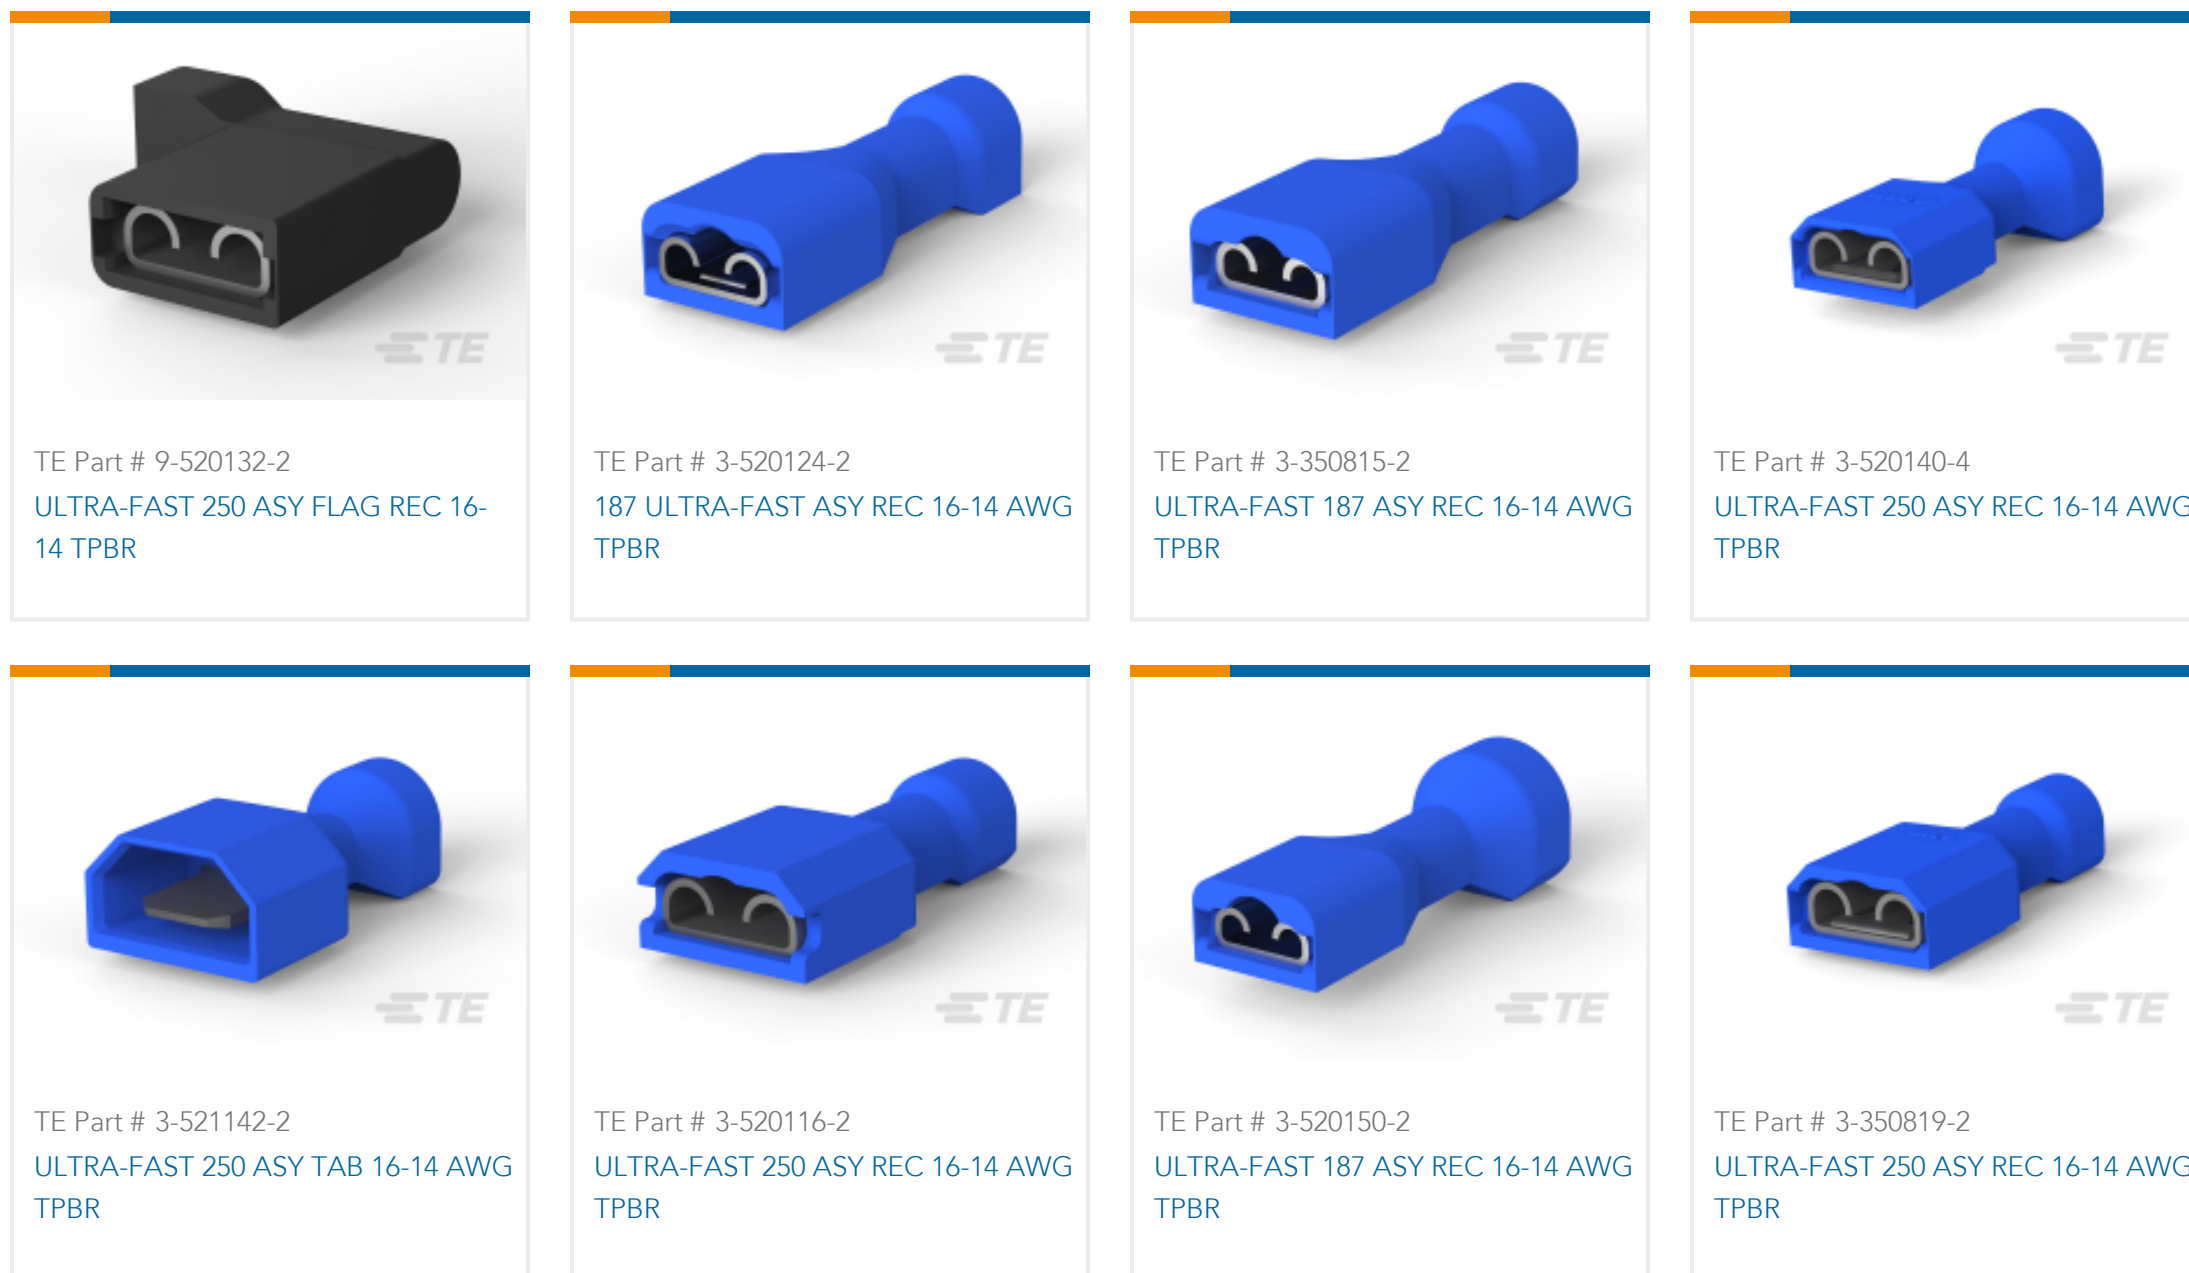 TE
TE
TE
TE
TE Part # 9-520132-2
ULTRA-FAST 250 ASY FLAG REC 16-
14 TPBR
TE Part # 3-520124-2
187 ULTRA-FAST ASY REC 16-14 AWG
TPBR
TE Part # 3-350815-2
ULTRA-FAST 187 ASY REC 16-14 AWG
TPBR
TE Part # 3-520140-4
ULTRA-FAST 250 ASY REC 16-14 AWG
TPBR
TE
TE
TE
TE
TE Part # 3-521142-2
ULTRA-FAST 250 ASY TAB 16-14 AWG
TPBR
TE Part # 3-520116-2
ULTRA-FAST 250 ASY REC 16-14 AWG
TPBR
TE Part # 3-520150-2
ULTRA-FAST 187 ASY REC 16-14 AWG
TPBR
TE Part # 3-350819-2
ULTRA-FAST 250 ASY REC 16-14 AWG
TPBR